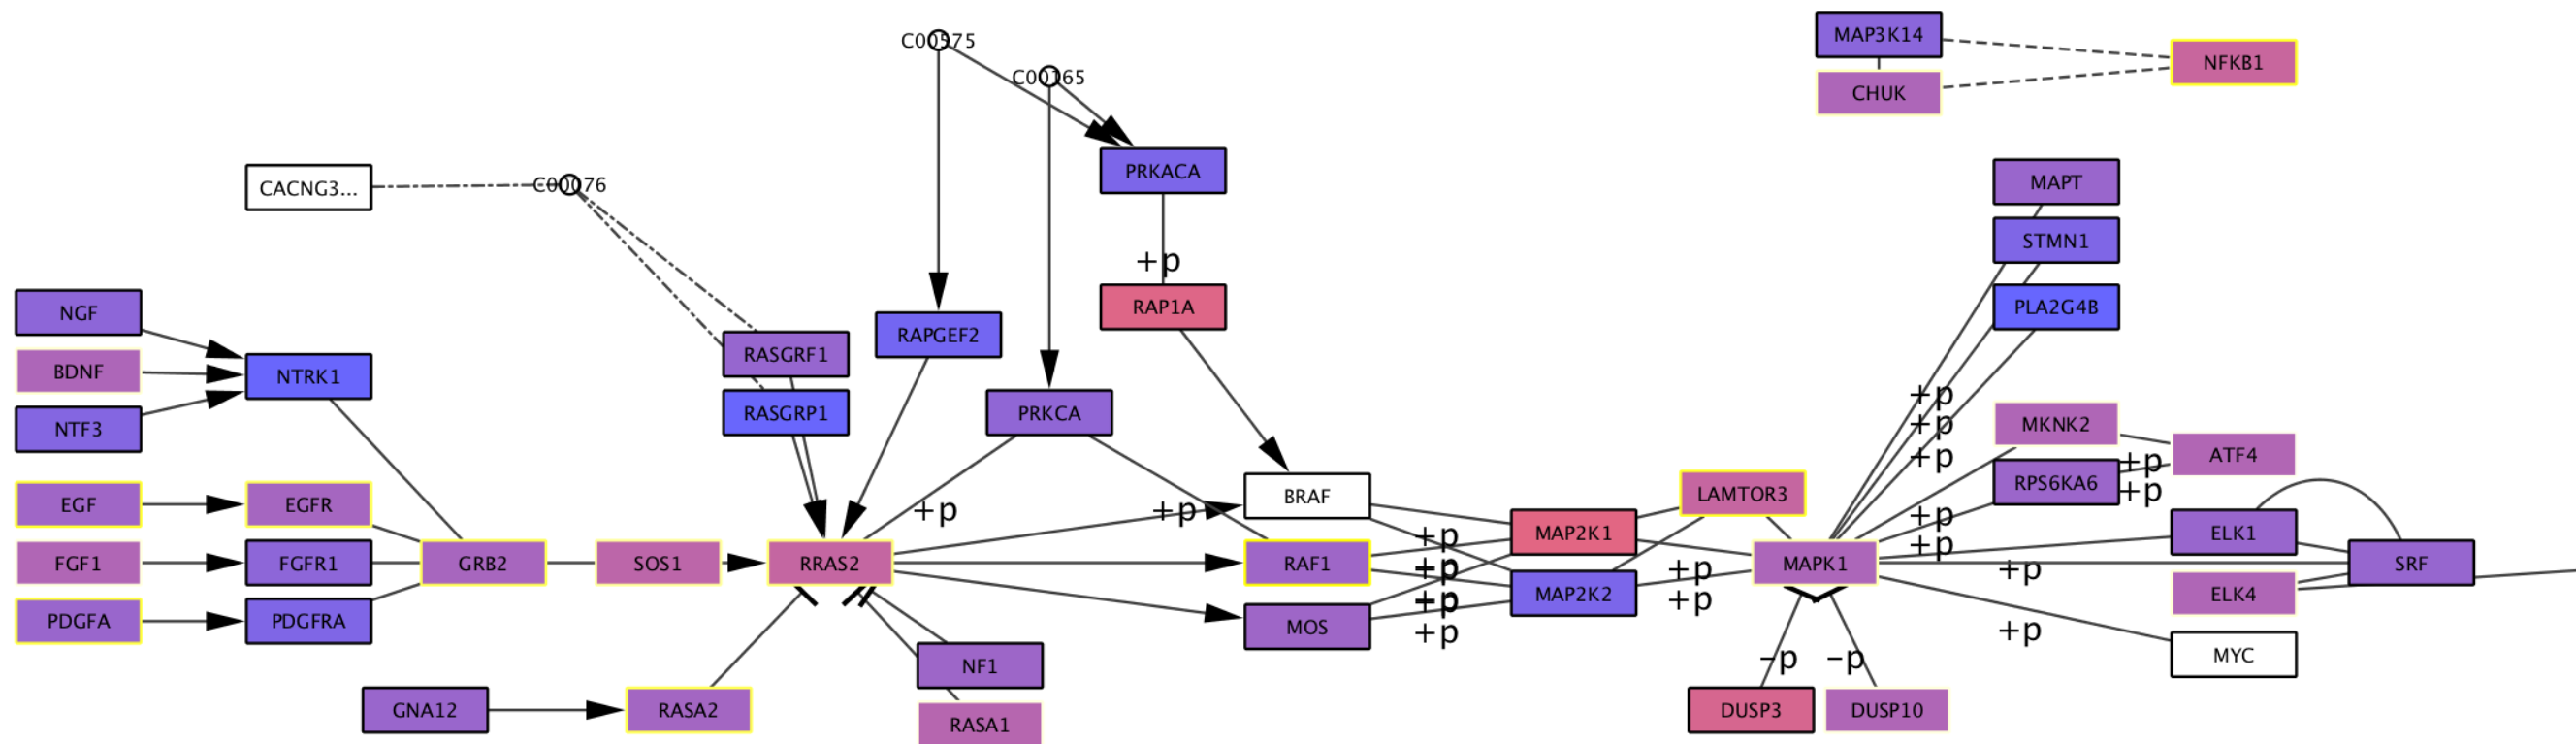 C00575
C00165
MAP3K14
CHUK
NFKB1
CACNG3...
C00076
PRKACA
+p
RAP1A
MAPT
STMN1
PLA2G4B
NGF
BDNF
NTF3
NTRK1
RASGRF1
RASGRP1
RAPGEF2
PRKCA
+p
+p
+p
MKNK2
RPS6KA6
+p
+p
ATF4
EGF
EGFR
FGF1
FGFR1
PDGFA
PDGFRA
GRB2
SOS1
RRAS2
+p
+p
BRAF
RAF1
MOS
+p
+p
+p
+p
MAP2K1
MAP2K2
LAMTOR3
+p
+p
MAPK1
+p
+p
+p
+p
ELK1
ELK4
MYC
SRF
GNA12
RASA2
NF1
RASA1
-p
-p
DUSP3
DUSP10